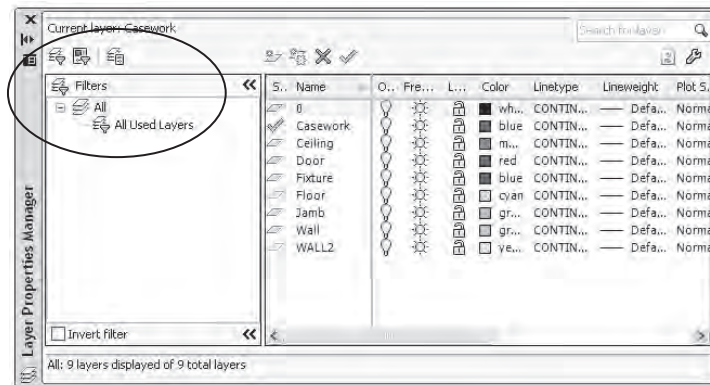 Current layer: Casework
Search for layer
Filters
All
All Used Layers
S.. Name O.. Fre... L... Color Linetype Lineweight Plot S.
0 wh... CONTIN... Defa... Norma
Casework blue CONTIN... Defa... Norma
Ceiling m... CONTIN... Defa... Norma
Door red CONTIN... Defa... Norma
Fixture blue CONTIN... Defa... Norma
Floor cyan CONTIN... Defa... Norma
Jamb gr... CONTIN... Defa... Norma
Wall gr... CONTIN... Defa... Norma
WALL2 ye... CONTIN... Defa... Norma
Invert filter
All: 9 layers displayed of 9 total layers
Layer Properties Manager